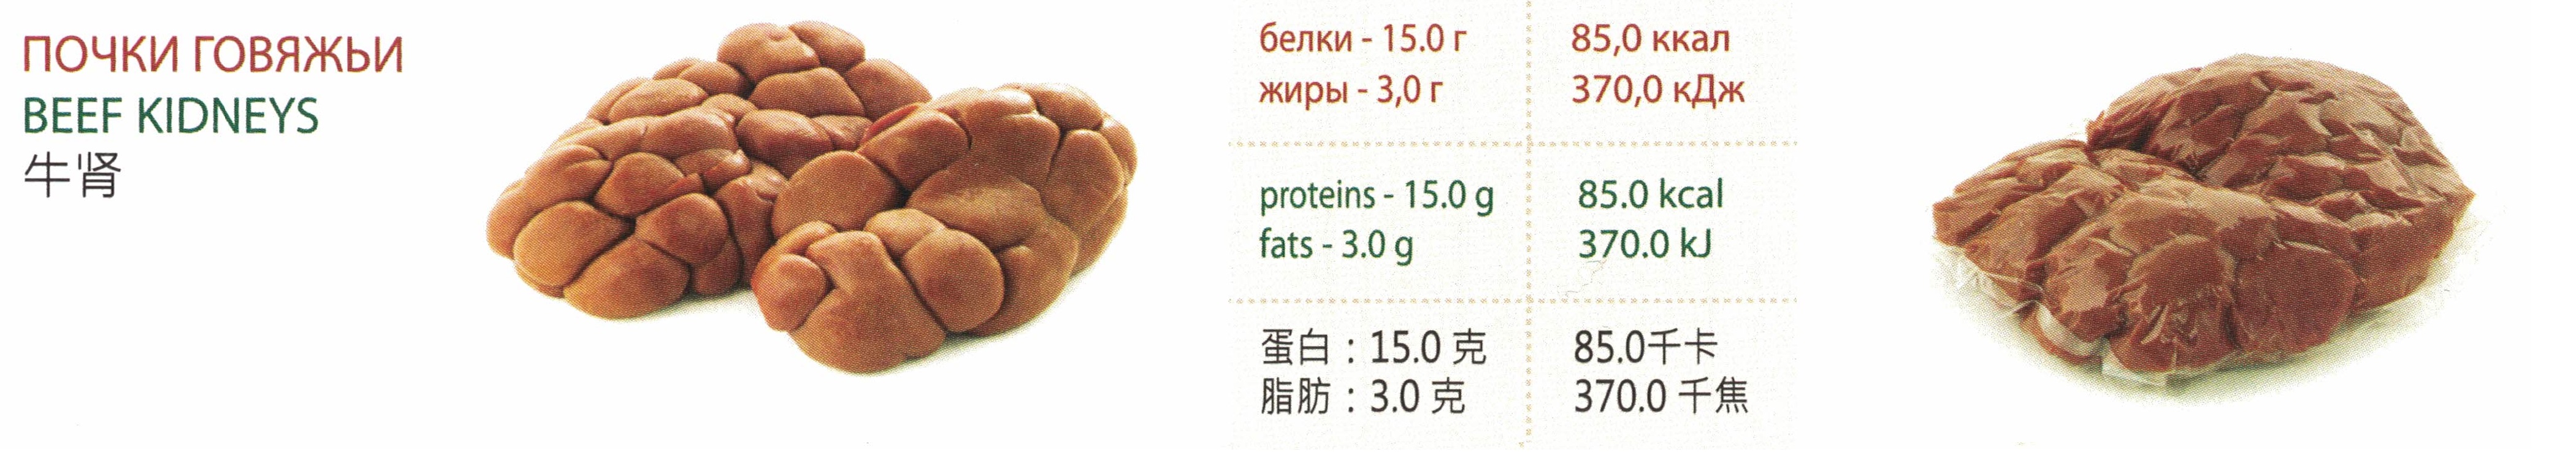 ПОЧКИ ГОВЯЖЬИ
BEEF KIDNEYS
牛肾
белки - 15.0 г
жиры - 3,0 г
85,0 ккал
370,0 кДж
proteins - 15.0 g
fats - 3.0 g
85.0 kcal
370.0 kJ
蛋白：15.0 克
脂肪：3.0 克
85.0千卡
370.0 千焦